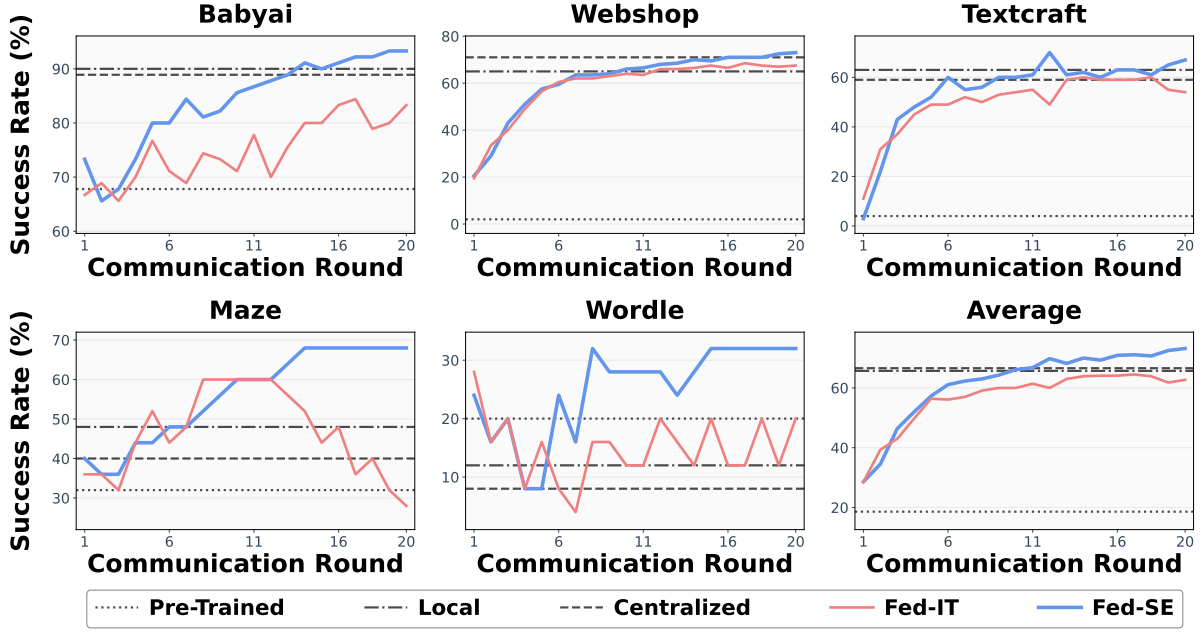 Babyai
Webshop
Textcraft
Success Rate (%)
90
80
70
60
1
6
11
16
20
Communication Round
80
60
40
20
0
1
6
11
16
20
Communication Round
60
40
20
0
1
6
11
16
20
Communication Round
Maze
Wordle
Average
Success Rate (%)
70
60
50
40
30
1
6
11
16
20
Communication Round
30
20
10
1
6
11
16
20
Communication Round
60
40
20
1
6
11
16
20
Communication Round
Pre-Trained
Local
Centralized
Fed-IT
Fed-SE